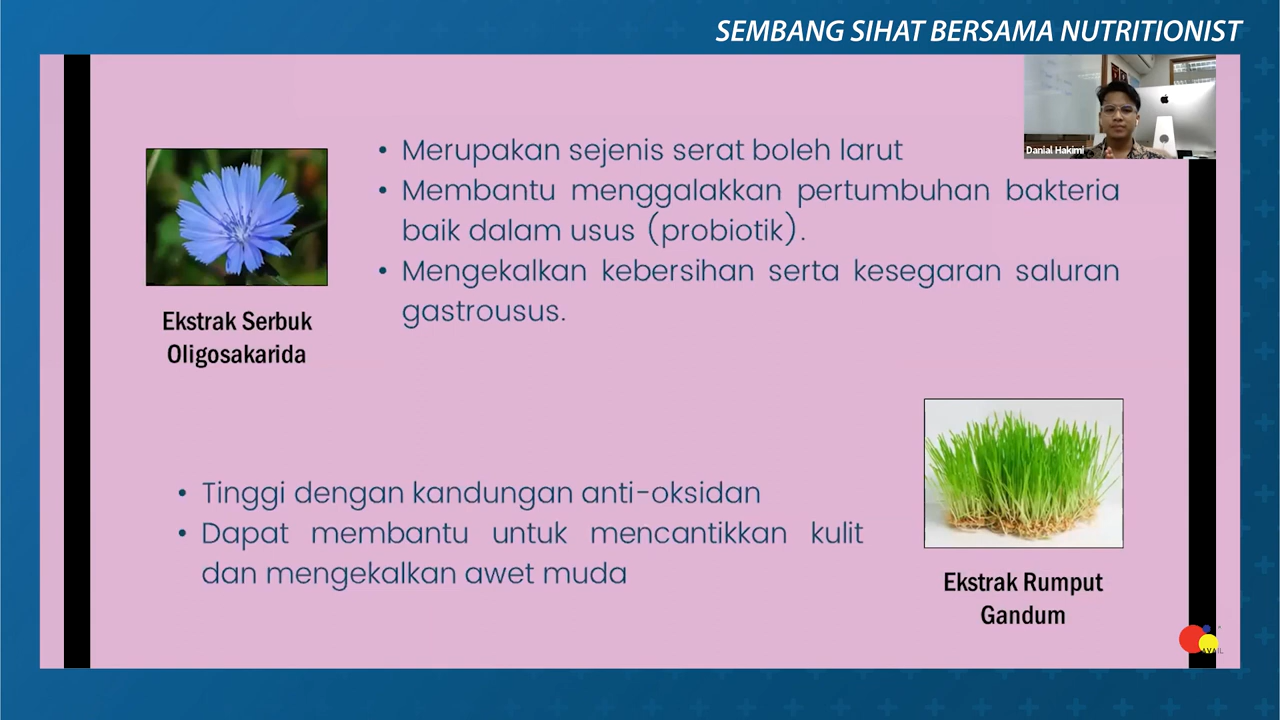 SEMBANG SIHAT BERSAMA NUTRITIONIST
Danial Hakimi
• Merupakan sejenis serat boleh larut
• Membantu menggalakkan pertumbuhan bakteria
baik dalam usus (probiotik).
• Mengekalkan kebersihan serta kesegaran saluran
gastrousus.
Ekstrak Serbuk
Oligosakarida
• Tinggi dengan kandungan anti-oksidan
• Dapat membantu untuk mencantikkan kulit
dan mengekalkan awet muda
Ekstrak Rumput
Gandum
AVAIL